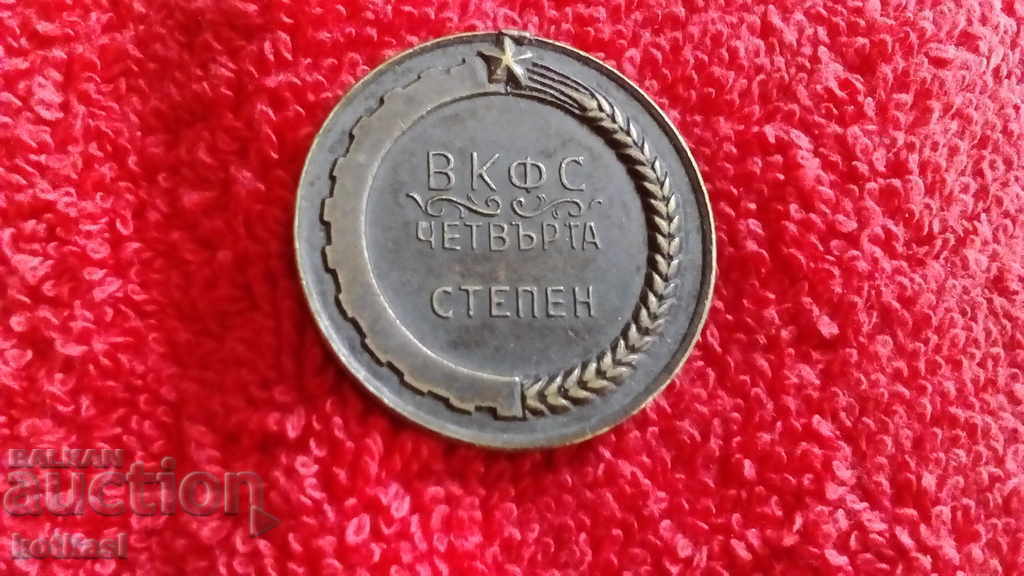 ВКФС
ЧЕТВЪРТА
СТЕПЕН
BALKAN
auction
kotkasl